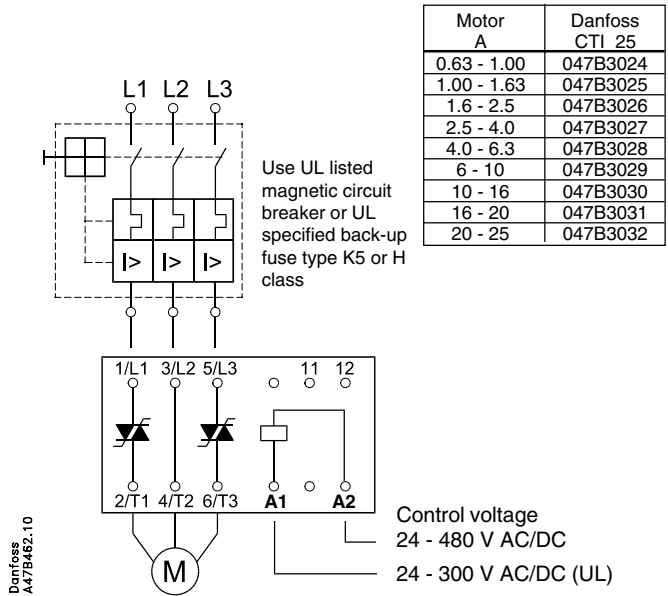 Motor A
Danfoss CTI 25
0.63 - 1.00 047B3024
1.00 - 1.63 047B3025
1.6 - 2.5 047B3026
2.5 - 4.0 047B3027
4.0 - 6.3 047B3028
6 - 10 047B3029
10 - 16 047B3030
16 - 20 047B3031
20 - 25 047B3032
L1 L2 L3
Use UL listed
magnetic circuit
breaker or UL
specified back-up
fuse type K5 or H
class
I> I> I>
1/L1 3/L2 5/L3 11 12
2/T1 4/T2 6/T3 A1 A2
M
Control voltage
24 - 480 V AC/DC
24 - 300 V AC/DC (UL)
Danfoss
A47B462.10